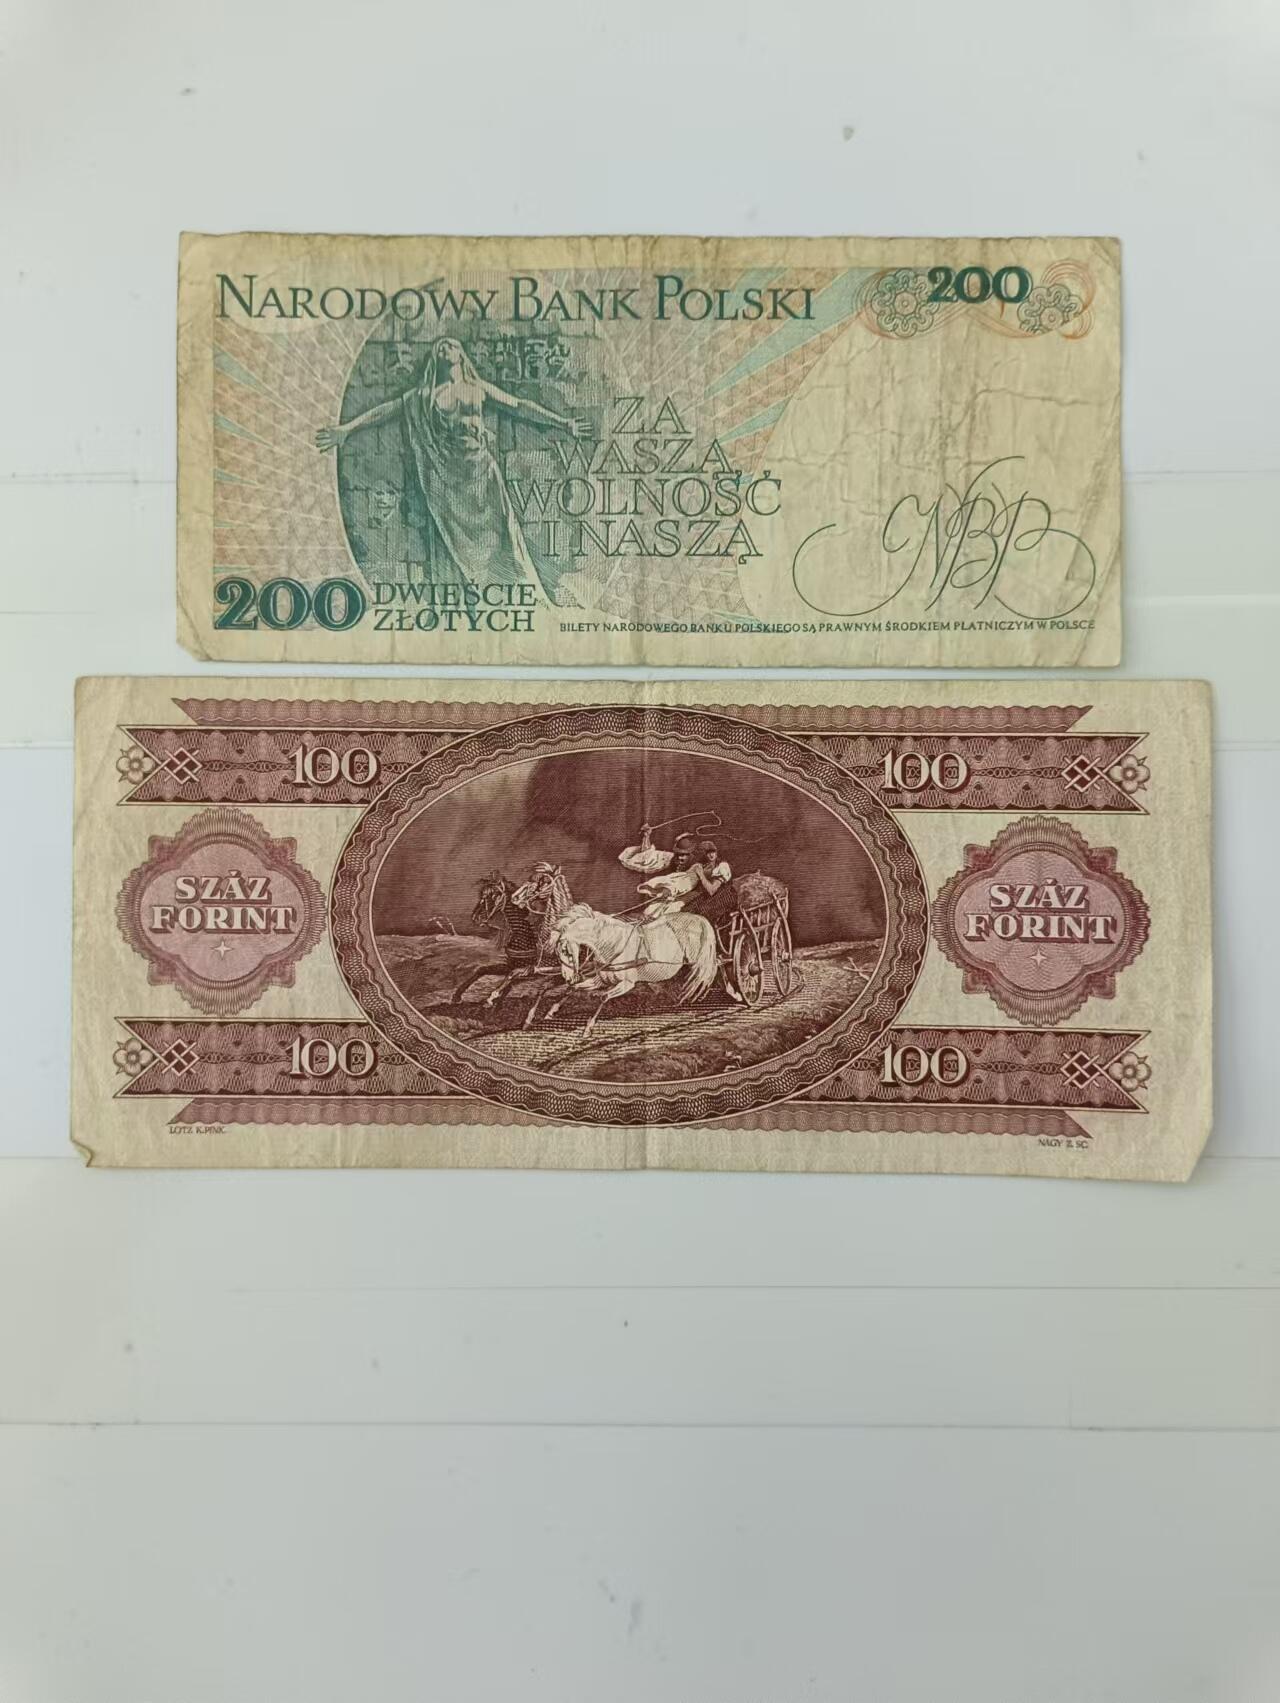 NARODOWY BANK POLSKI
200
ZA
WASZĄ
WOLNOŚĆ
I NASZĄ
NBP
200 DWIEŚCIE
ZŁOTYCH
BILETY NARODOWEGO BANKU POLSKIEGO SĄ PRAWNYM ŚRODKIEM PŁATNICZYM W POLSCE
100 100
SZÁZ
FORINT
SZÁZ
FORINT
100 100
LOTZ K. PINX.
NAGY Z. SC.